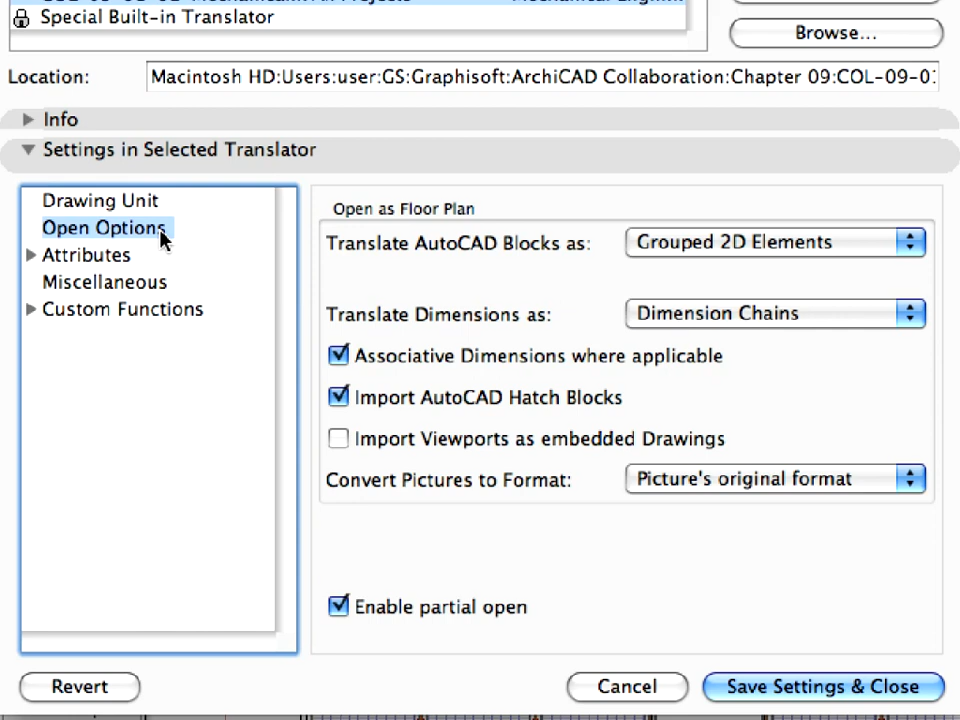 Special Built-in Translator
Browse...
Location: Macintosh HD:Users:user:GS:Graphisoft:ArchiCAD Collaboration:Chapter 09:COL-09-01
Info
Settings in Selected Translator
Drawing Unit
Open Options
Attributes
Miscellaneous
Custom Functions
Open as Floor Plan
Translate AutoCAD Blocks as: Grouped 2D Elements
Translate Dimensions as: Dimension Chains
Associative Dimensions where applicable
Import AutoCAD Hatch Blocks
Import Viewports as embedded Drawings
Convert Pictures to Format: Picture's original format
Enable partial open
Revert
Cancel
Save Settings & Close